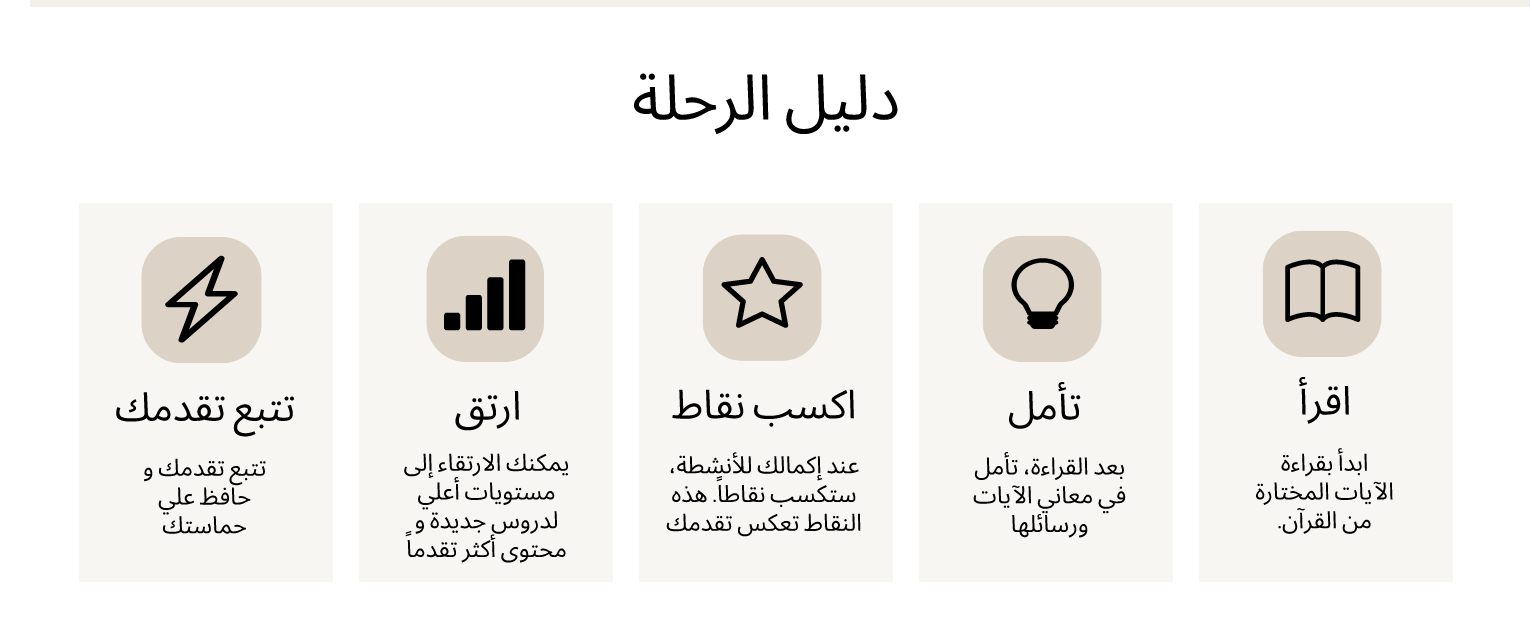 دليل الرحلة
اقرأ
ابدأ بقراءة
الآيات المختارة
من القرآن.
تأمل
بعد القراءة، تأمل
في معاني الآيات
ورسائلها
اكسب نقاط
عند إكمالك للأنشطة،
ستكسب نقاطاً. هذه
النقاط تعكس تقدمك
ارتق
يمكنك الارتقاء إلى
مستويات أعلي
لدروس جديدة و
محتوى أكثر تقدماً
تتبع تقدمك
تتبع تقدمك و
حافظ علي
حماستك